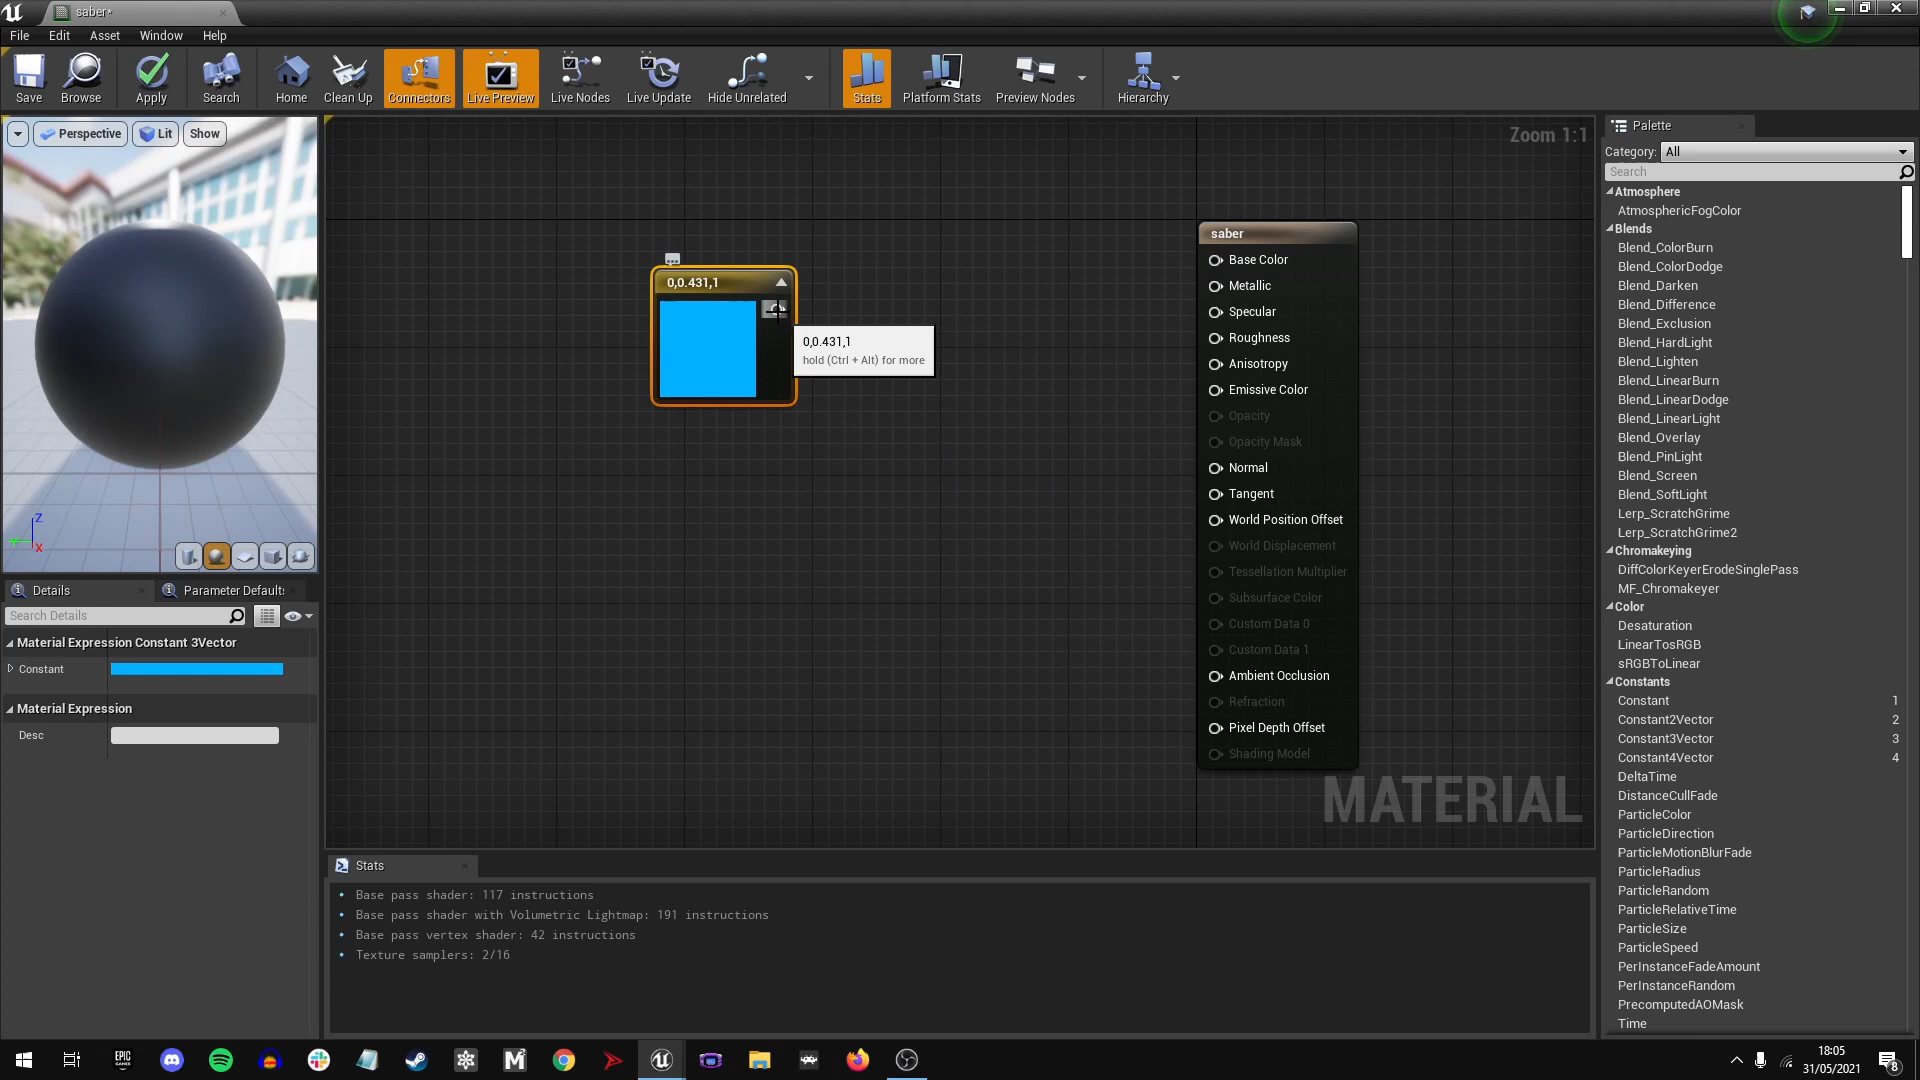 saber*
File Edit Asset Window Help
Save Browse Apply Search Home Clean Up Connectors Live Preview Live Nodes Live Update Hide Unrelated Stats Platform Stats Preview Nodes Hierarchy
Perspective Lit Show
Zoom 1:1
Z
X
0,0.431,1
0,0.431,1
hold (Ctrl + Alt) for more
saber
Base Color
Metallic
Specular
Roughness
Anisotropy
Emissive Color
Opacity
Opacity Mask
Normal
Tangent
World Position Offset
World Displacement
Tessellation Multiplier
Subsurface Color
Custom Data 0
Custom Data 1
Ambient Occlusion
Refraction
Pixel Depth Offset
Shading Model
MATERIAL
Details Parameter Defaults
Search Details
Material Expression Constant 3Vector
Constant
Material Expression
Desc
Stats
Base pass shader: 117 instructions
Base pass shader with Volumetric Lightmap: 191 instructions
Base pass vertex shader: 42 instructions
Texture samplers: 2/16
Palette
Category: All
Search
Atmosphere
AtmosphericFogColor
Blends
Blend_ColorBurn
Blend_ColorDodge
Blend_Darken
Blend_Difference
Blend_Exclusion
Blend_HardLight
Blend_Lighten
Blend_LinearBurn
Blend_LinearDodge
Blend_LinearLight
Blend_Overlay
Blend_PinLight
Blend_Screen
Blend_SoftLight
Lerp_ScratchGrime
Lerp_ScratchGrime2
Chromakeying
DiffColorKeyerErodeSinglePass
MF_Chromakeyer
Color
Desaturation
LinearTosRGB
sRGBToLinear
Constants
Constant 1
Constant2Vector 2
Constant3Vector 3
Constant4Vector 4
DeltaTime
DistanceCullFade
ParticleColor
ParticleDirection
ParticleMotionBlurFade
ParticleRadius
ParticleRandom
ParticleRelativeTime
ParticleSize
ParticleSpeed
PerInstanceFadeAmount
PerInstanceRandom
PrecomputedAOMask
Time
EPIC
GAMES
18:05
31/05/2021
8